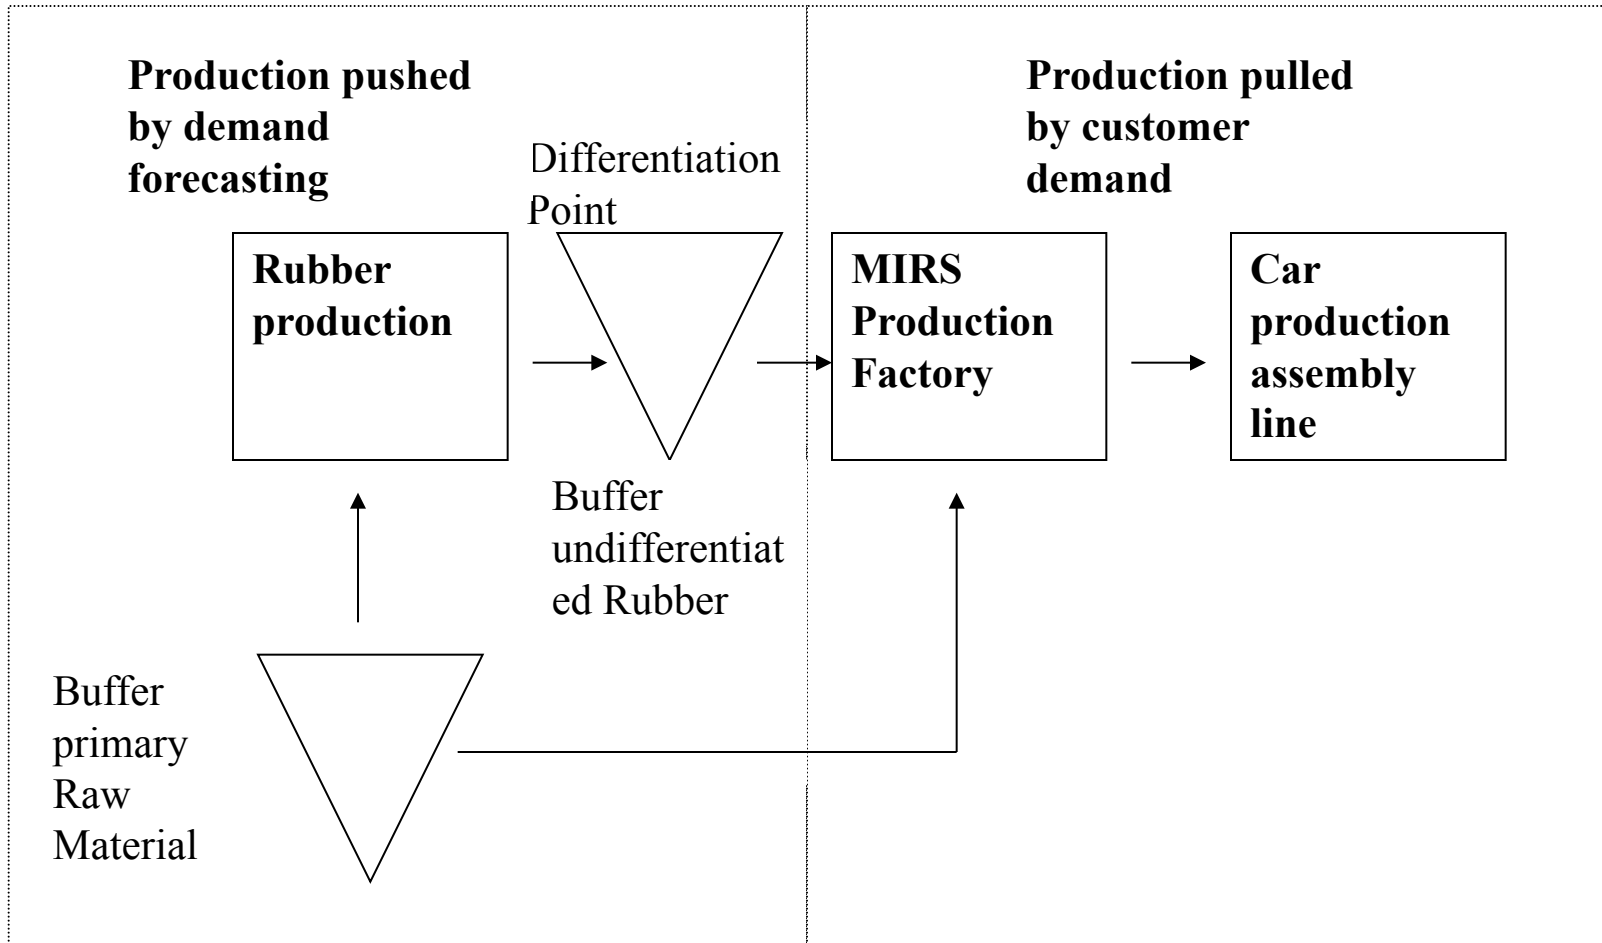 Production pushed
by demand
forecasting
Production pulled
by customer
demand
Differentiation
Point
Rubber
production
MIRS
Production
Factory
Car
production
assembly
line
Buffer
undifferentiat
ed Rubber
Buffer
primary
Raw
Material